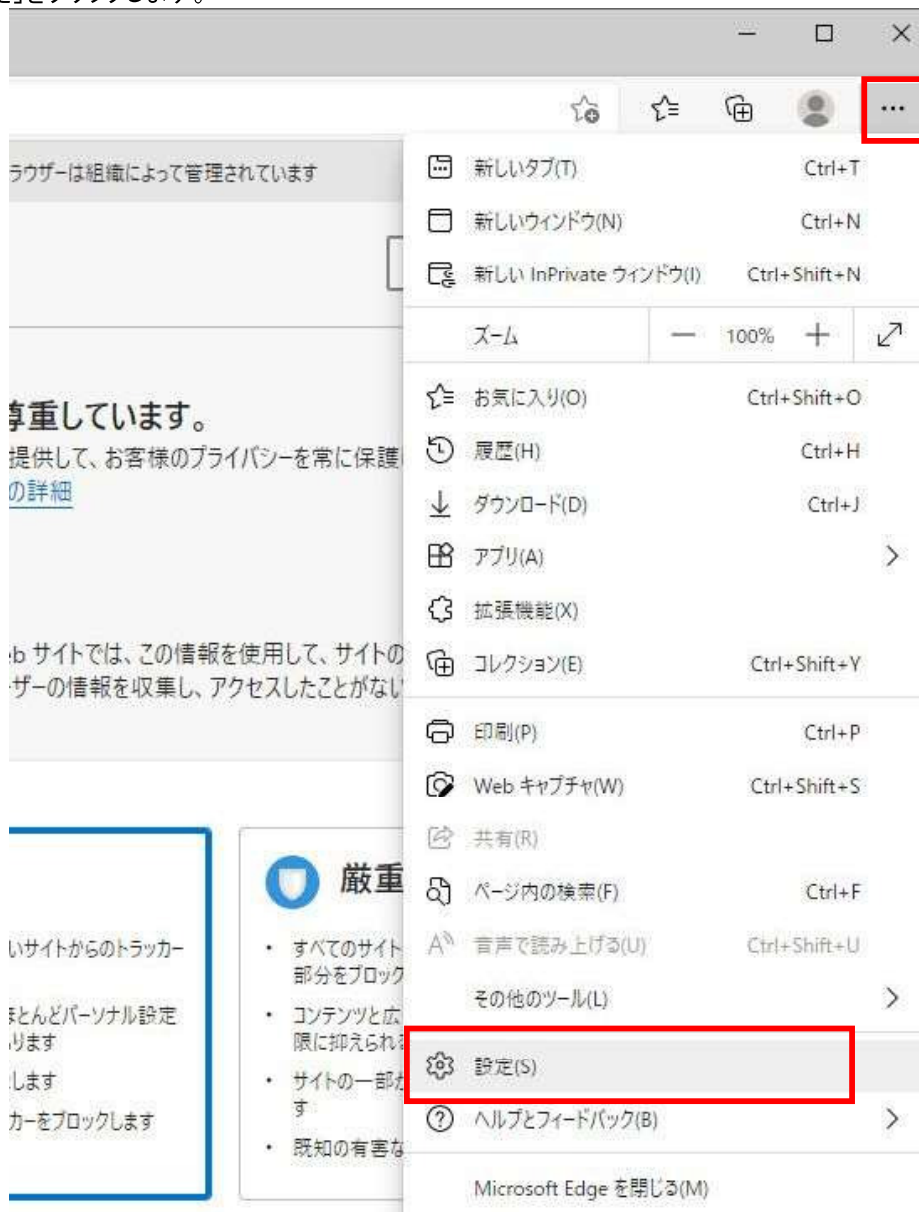 ]をクリックします。
ラウザーは組織によって管理されています
尊重しています。
提供して、お客様のプライバシーを常に保護
の詳細
eb サイトでは、この情報を使用して、サイトの
ーザーの情報を収集し、アクセスしたことがない
いサイトからのトラッカー
ほとんどパーソナル設定
ります
します
カーをブロックします
厳重
・ すべてのサイト
部分をブロック
・ コンテンツと広
限に抑えられ
・ サイトの一部が
す
・ 既知の有害な
新しいタブ(T) Ctrl+T
新しいウィンドウ(N) Ctrl+N
新しい InPrivate ウィンドウ(I) Ctrl+Shift+N
ズーム — 100% +
お気に入り(O) Ctrl+Shift+O
履歴(H) Ctrl+H
ダウンロード(D) Ctrl+J
アプリ(A)
拡張機能(X)
コレクション(E) Ctrl+Shift+Y
印刷(P) Ctrl+P
Web キャプチャ(W) Ctrl+Shift+S
共有(R)
ページ内の検索(F) Ctrl+F
音声で読み上げる(U) Ctrl+Shift+U
その他のツール(L)
設定(S)
ヘルプとフィードバック(B)
Microsoft Edge を閉じる(M)